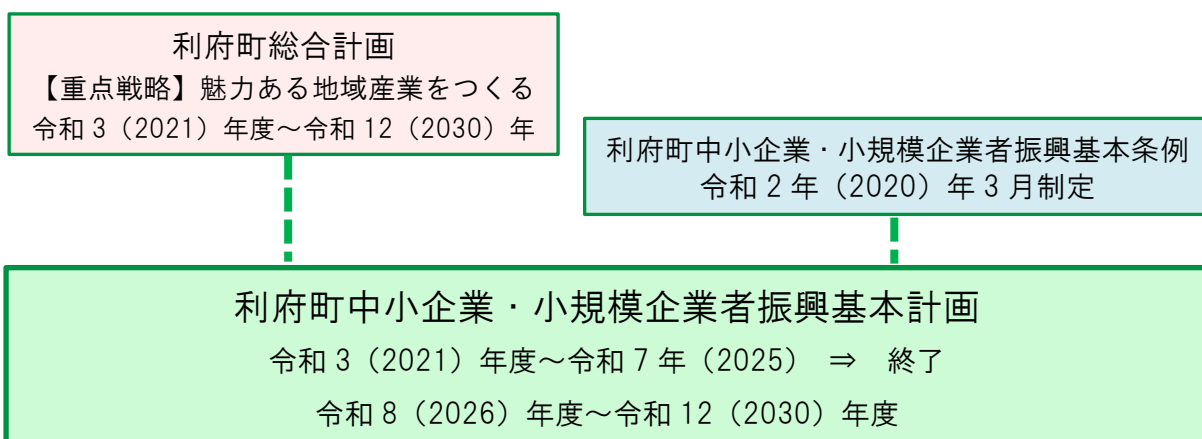 利府町総合計画
【重点戦略】魅力ある地域産業をつくる
令和 3（2021）年度～令和 12（2030）年
利府町中小企業・小規模企業者振興基本条例
令和 2 年（2020）年 3 月制定
利府町中小企業・小規模企業者振興基本計画
令和 3（2021）年度～令和 7 年（2025） ⇒ 終了
令和 8（2026）年度～令和 12（2030）年度